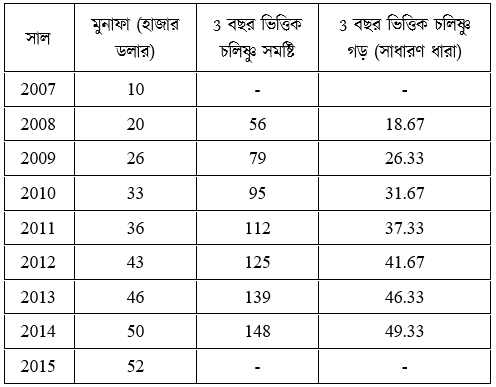 সাল মুনাফা (হাজার ডলার) 3 বছর ভিত্তিক চলিষ্ণু সমষ্টি 3 বছর ভিত্তিক চলিষ্ণু গড় (সাধারণ ধারা)
2007 10 - -
2008 20 56 18.67
2009 26 79 26.33
2010 33 95 31.67
2011 36 112 37.33
2012 43 125 41.67
2013 46 139 46.33
2014 50 148 49.33
2015 52 - -